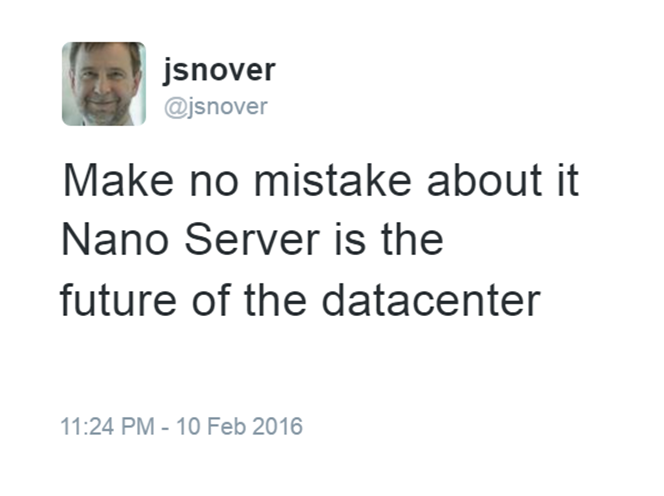 jsnover
@jsnover
Make no mistake about it
Nano Server is the
future of the datacenter
11:24 PM - 10 Feb 2016